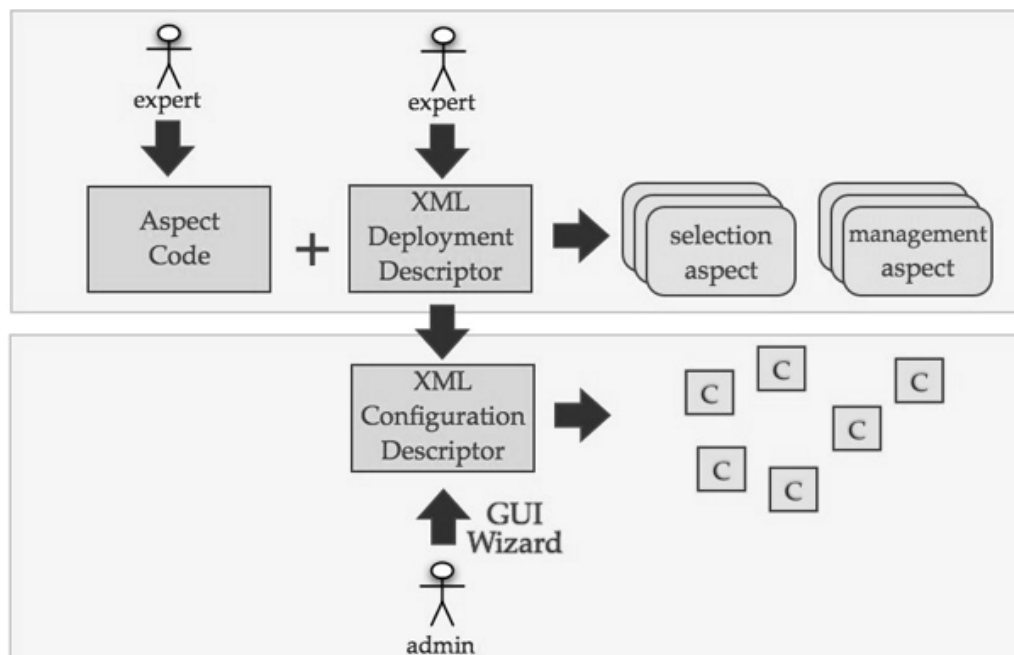 expert
expert
Aspect
Code
+
XML
Deployment
Descriptor
selection
aspect
management
aspect
XML
Configuration
Descriptor
C
C
C
C
C
C
GUI
Wizard
admin